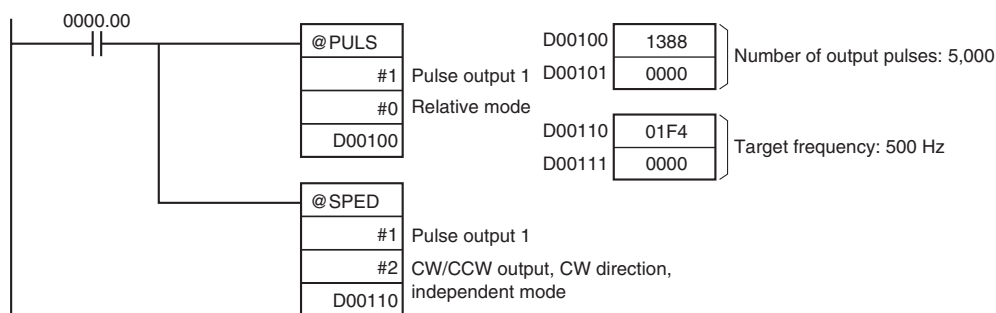 0000.00
@PULS
#1 Pulse output 1
#0 Relative mode
D00100
D00100 1388
D00101 0000
Number of output pulses: 5,000
D00110 01F4
D00111 0000
Target frequency: 500 Hz
@SPED
#1 Pulse output 1
#2 CW/CCW output, CW direction,
independent mode
D00110